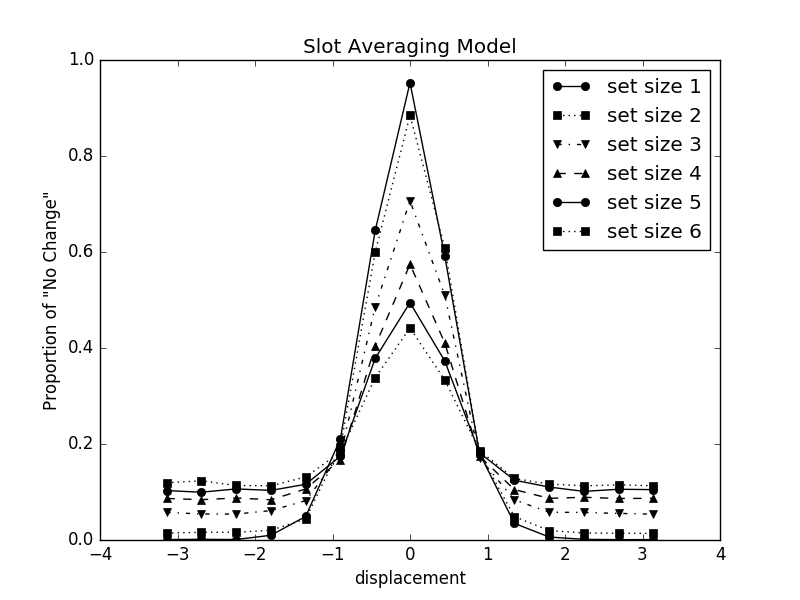 Slot Averaging Model
1.0
0.8
0.6
0.4
0.2
0.0
Proportion of "No Change"
set size 1
set size 2
set size 3
set size 4
set size 5
set size 6
−4
−3
−2
−1
0
1
2
3
4
displacement